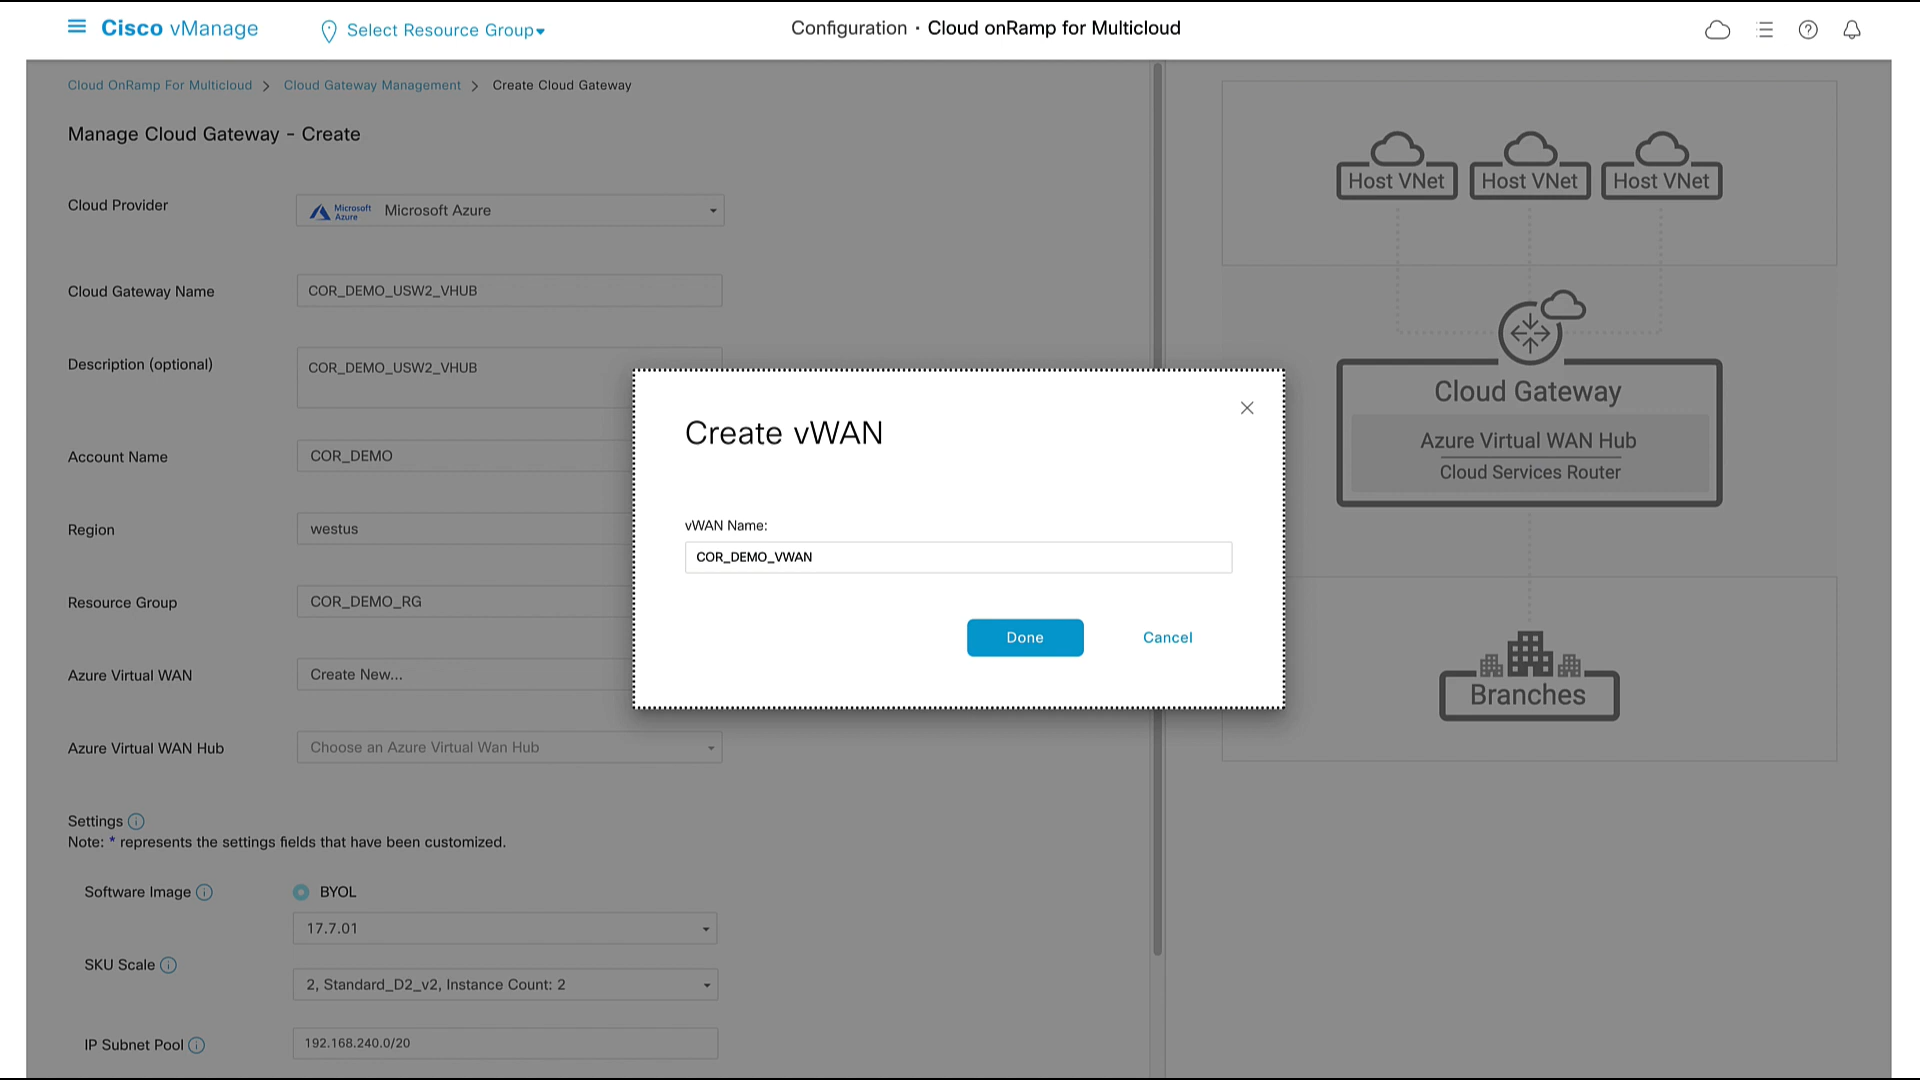 Cisco vManage
Select Resource Group
Configuration · Cloud onRamp for Multicloud
Cloud OnRamp For Multicloud > Cloud Gateway Management > Create Cloud Gateway
Manage Cloud Gateway - Create
Cloud Provider
Microsoft Azure
Microsoft Azure
Cloud Gateway Name
COR_DEMO_USW2_VHUB
Description (optional)
COR_DEMO_USW2_VHUB
Account Name
COR_DEMO
Region
westus
Resource Group
COR_DEMO_RG
Azure Virtual WAN
Create New...
Azure Virtual WAN Hub
Choose an Azure Virtual Wan Hub
Settings
Note: * represents the settings fields that have been customized.
Software Image
BYOL
17.7.01
SKU Scale
2, Standard_D2_v2, Instance Count: 2
IP Subnet Pool
192.168.240.0/20
Create vWAN
vWAN Name:
COR_DEMO_VWAN
Done
Cancel
Host VNet
Host VNet
Host VNet
Cloud Gateway
Azure Virtual WAN Hub
Cloud Services Router
Branches